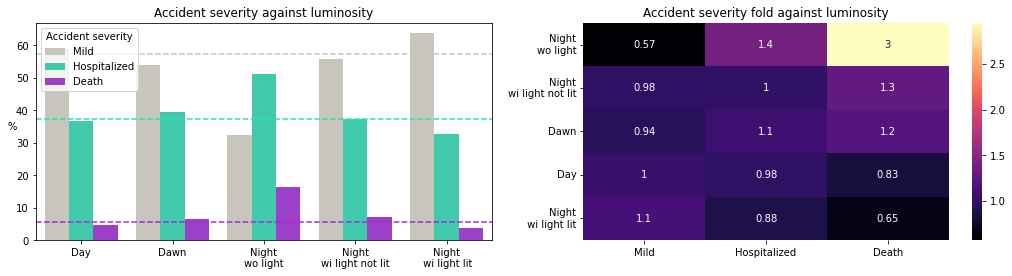 Accident severity against luminosity
Accident severity
Mild
Hospitalized
Death
60
50
40
30
20
10
0
%
Day
Dawn
Night
wo light
Night
wi light not lit
Night
wi light lit
Accident severity fold against luminosity
Night
wo light
0.57 1.4 3
Night
wi light not lit
0.98 1 1.3
Dawn
0.94 1.1 1.2
Day
1 0.98 0.83
Night
wi light lit
1.1 0.88 0.65
Mild Hospitalized Death
2.5
2.0
1.5
1.0